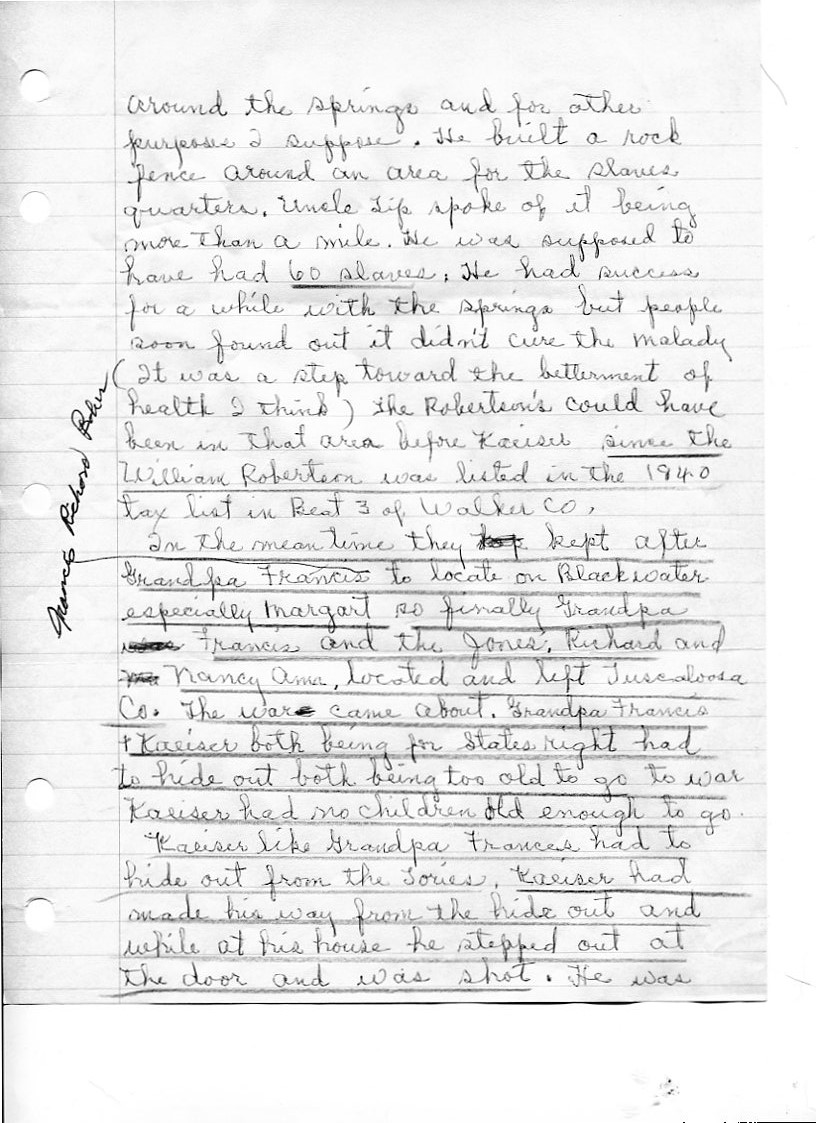 around the springs and for other
purposes I suppose. He built a rock
fence around an area for the slaves
quarters. Uncle Tip spoke of it being
more than a mile. He was supposed to
have had 60 slaves. He had success
for a while with the springs but people
soon found out it didn't cure the malady
(It was a step toward the betterment of
health I think) The Robertson's could have
been in that area before Kaeiser since the
William Robertson was listed in the 1840
tax list in Beat 3 of Walker Co,
In the mean time they kept after
Grandpa Francis to locate on Blackwater
especially Margart so finally Grandpa
Francis and the Jones, Richard and
Nancy Ama, located and left Tuscaloosa
Co. The war came about. Grandpa Francis
+ Kaeiser both being for States right had
to hide out both being too old to go to war
Kaeiser had no children old enough to go.
Kaeiser like Grandpa Frances had to
hide out from the Tories. Kaeiser had
made his way from the hide out and
while at his house he stepped out at
the door and was shot. He was
Francis Richard Baker